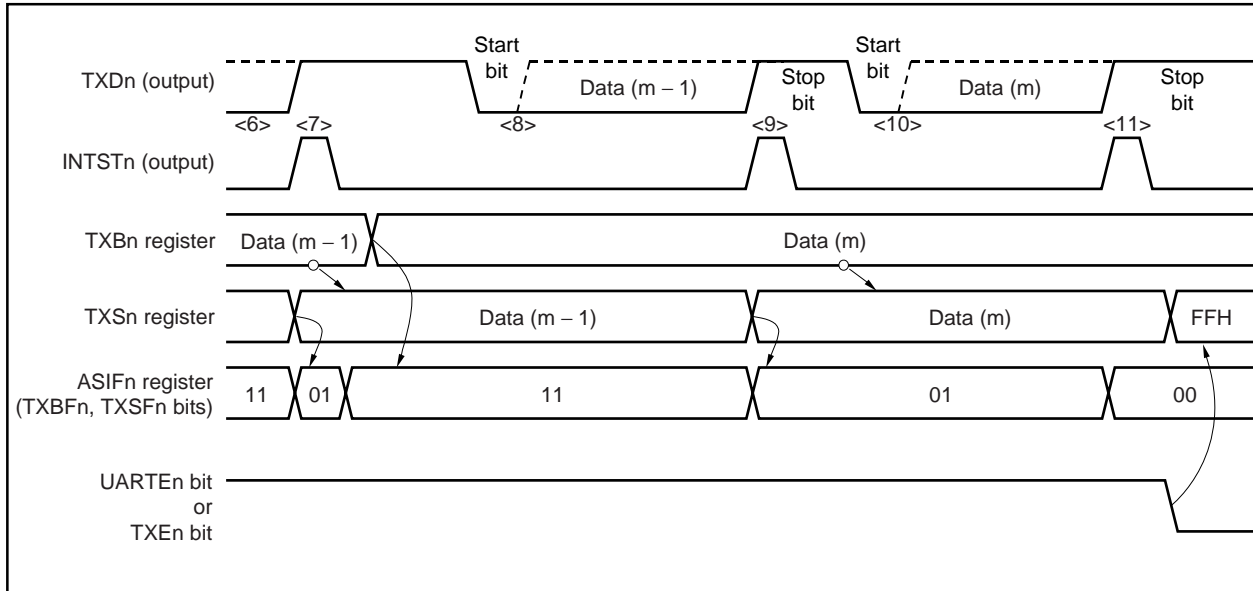 Start
bit
Start
bit
TXDn (output)
Data (m − 1)
Stop
bit
Data (m)
Stop
bit
<6>
<7>
<8>
<9>
<10>
<11>
INTSTn (output)
TXBn register
Data (m − 1)
Data (m)
TXSn register
Data (m − 1)
Data (m)
FFH
ASIFn register
(TXBFn, TXSFn bits)
11
01
11
01
00
UARTEn bit
or
TXEn bit